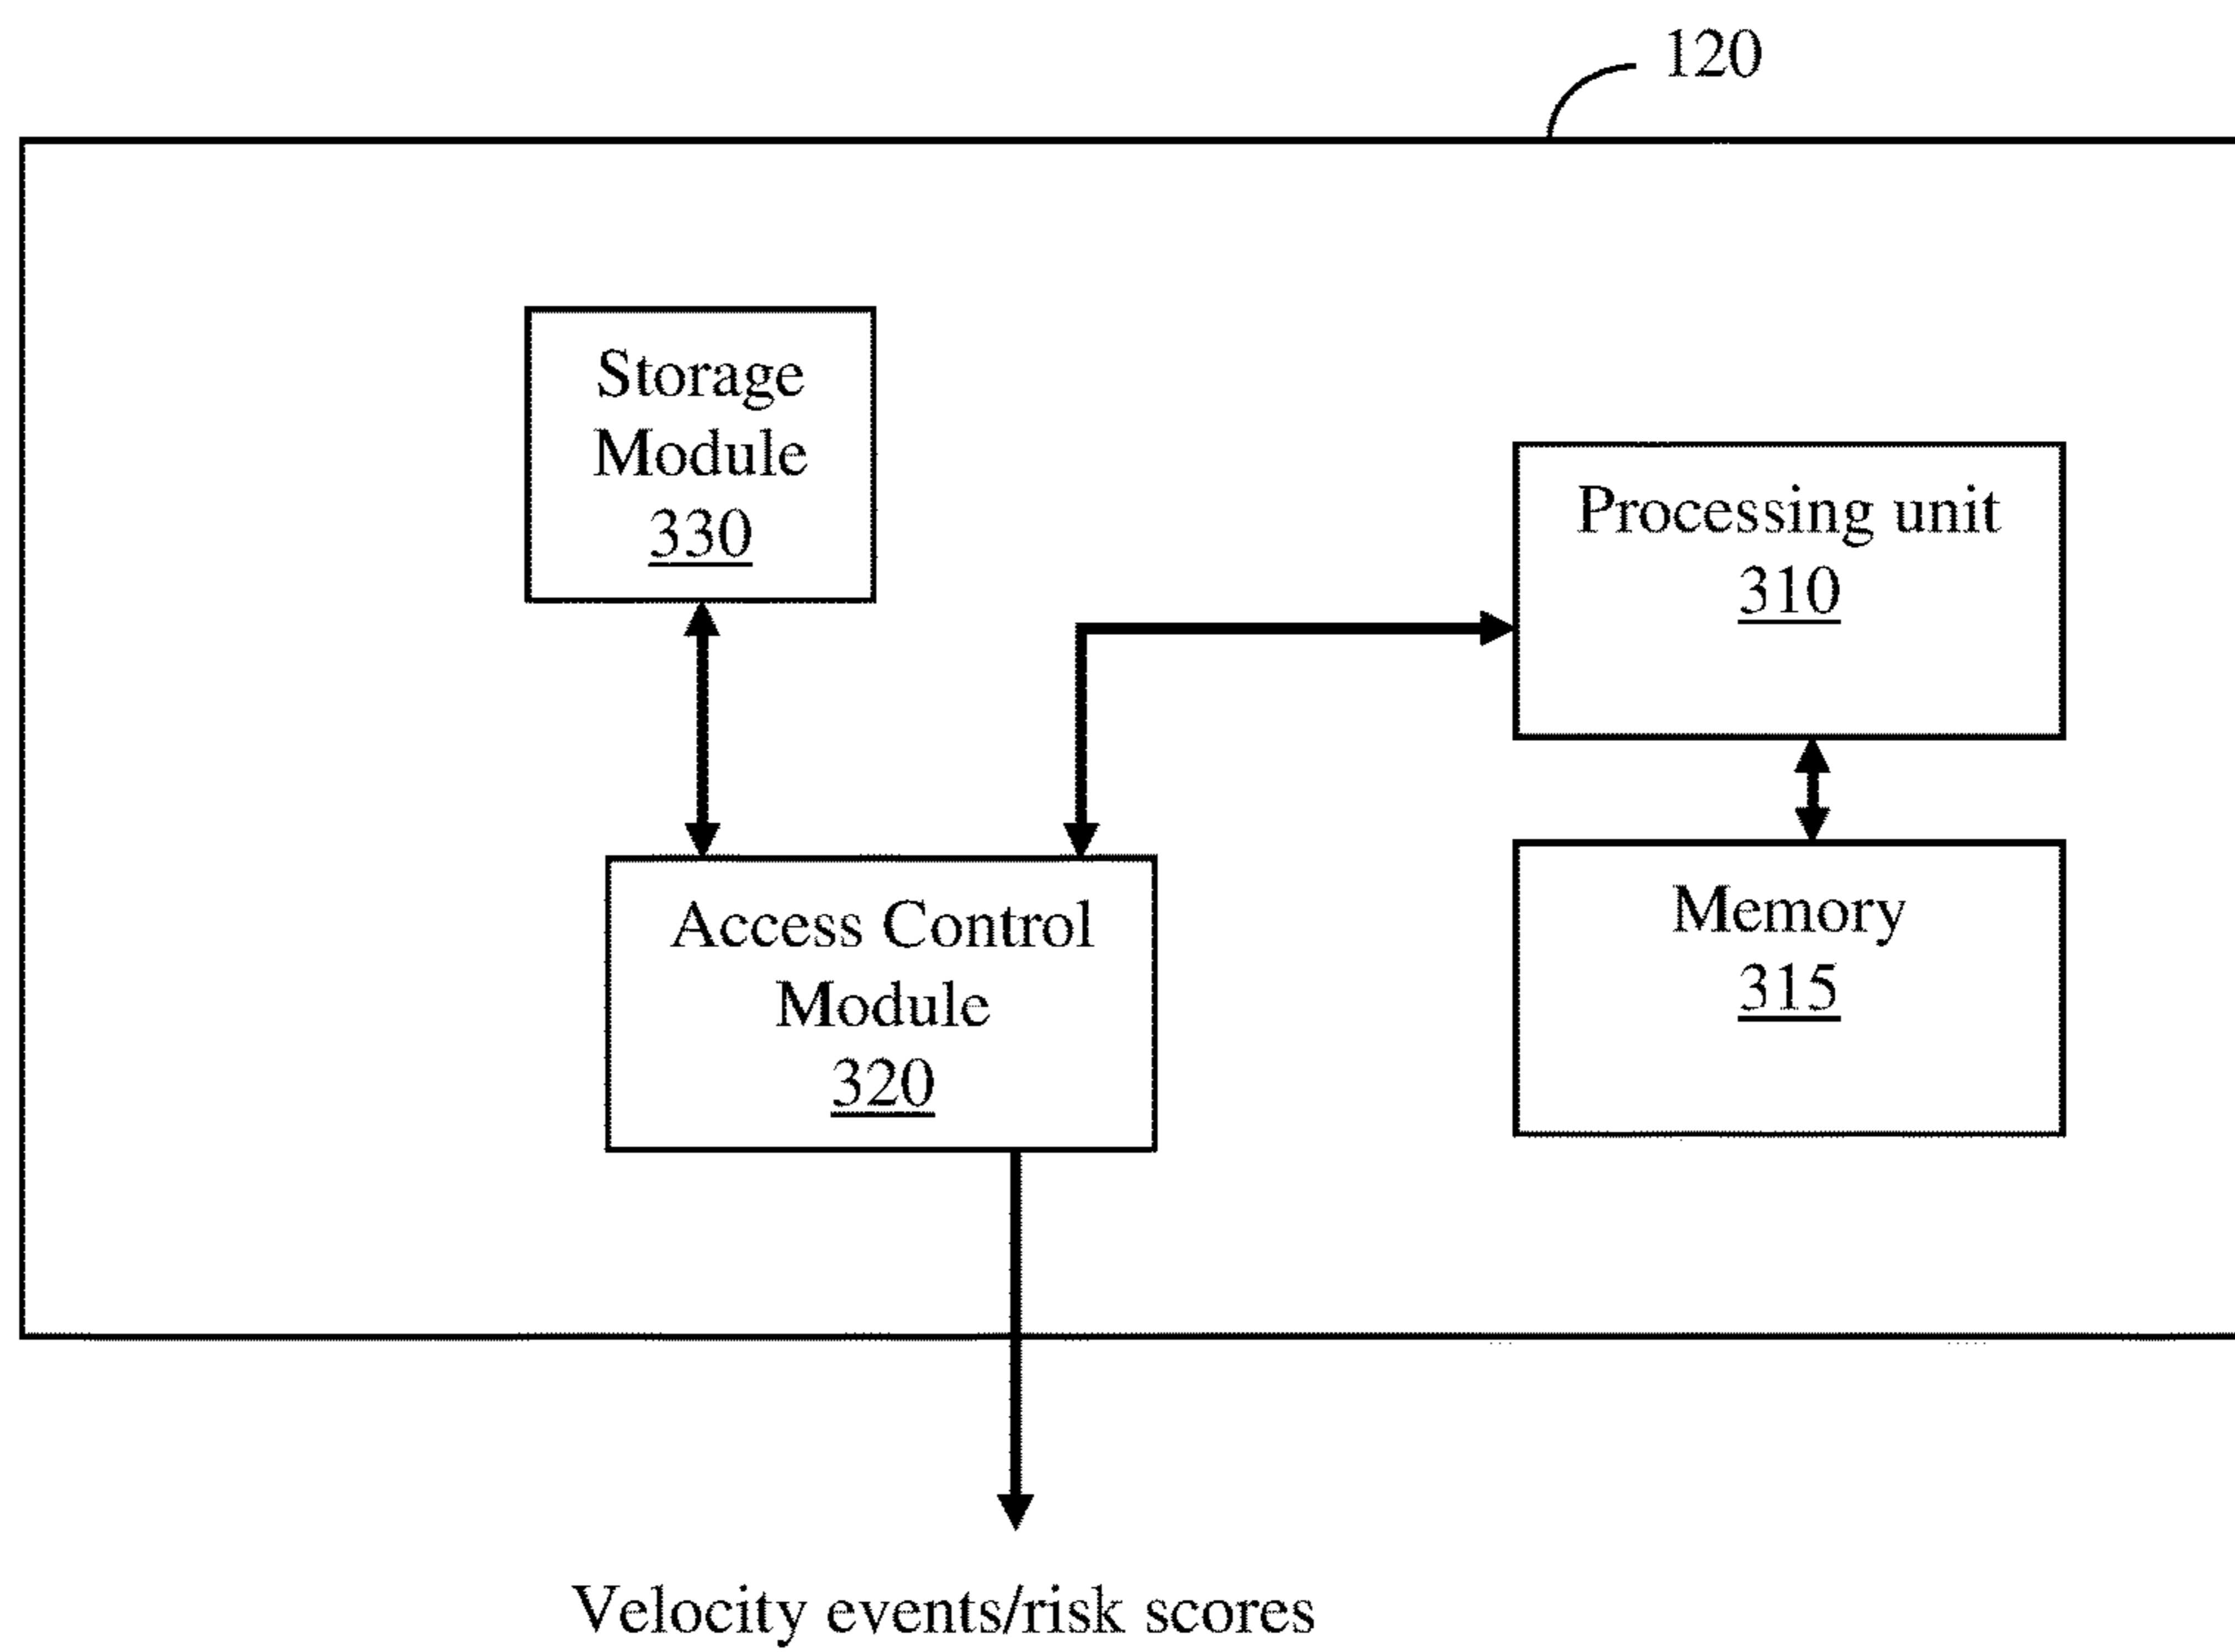 120
Storage
Module
330
Processing unit
310
Access Control
Module
320
Memory
315
Velocity events/risk scores